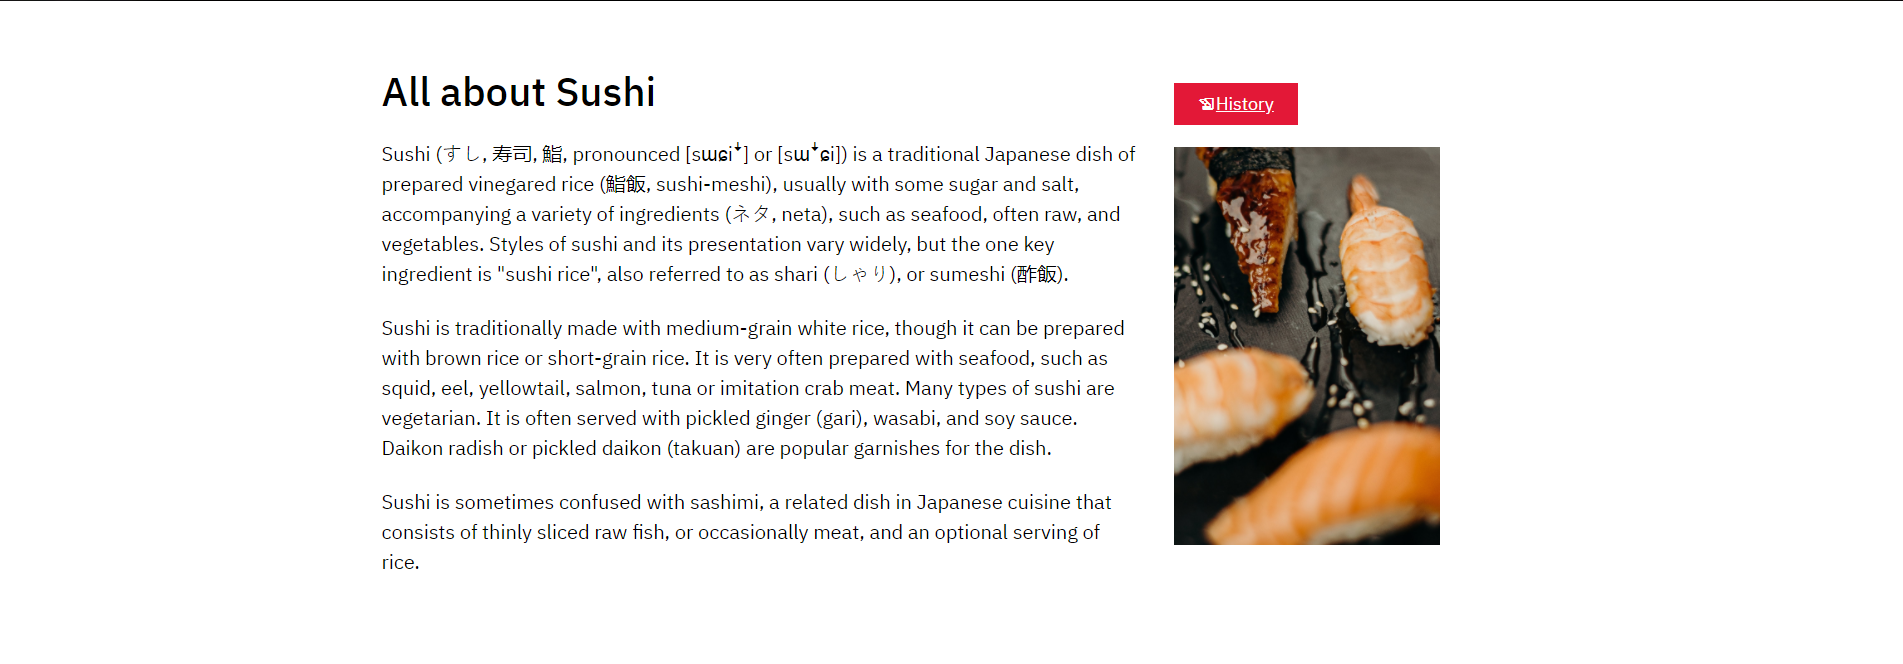 All about Sushi
History
Sushi (すし, 寿司, 鮨, pronounced [sɯɕiꜜ] or [sɯꜜɕi]) is a traditional Japanese dish of
prepared vinegared rice (鮨飯, sushi-meshi), usually with some sugar and salt,
accompanying a variety of ingredients (ネタ, neta), such as seafood, often raw, and
vegetables. Styles of sushi and its presentation vary widely, but the one key
ingredient is "sushi rice", also referred to as shari (しゃり), or sumeshi (酢飯).
Sushi is traditionally made with medium-grain white rice, though it can be prepared
with brown rice or short-grain rice. It is very often prepared with seafood, such as
squid, eel, yellowtail, salmon, tuna or imitation crab meat. Many types of sushi are
vegetarian. It is often served with pickled ginger (gari), wasabi, and soy sauce.
Daikon radish or pickled daikon (takuan) are popular garnishes for the dish.
Sushi is sometimes confused with sashimi, a related dish in Japanese cuisine that
consists of thinly sliced raw fish, or occasionally meat, and an optional serving of
rice.